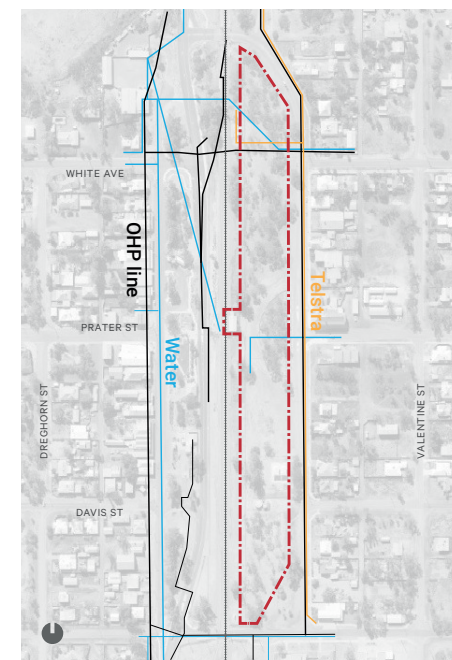 WHITE AVE
OHP line
Telstra
PRATER ST
Water
DREGHORN ST
VALENTINE ST
DAVIS ST